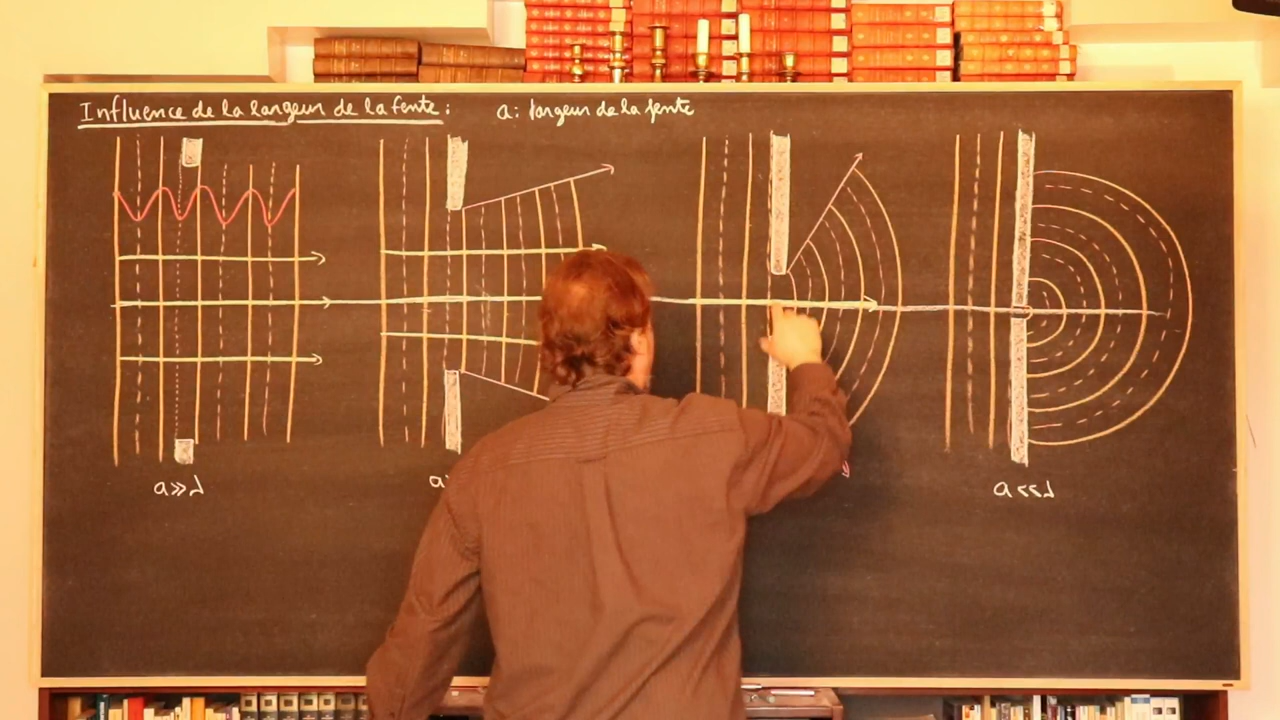 Influence de la largeur de la fente : a: largeur de la fente
a>>λ
a
a<<λ